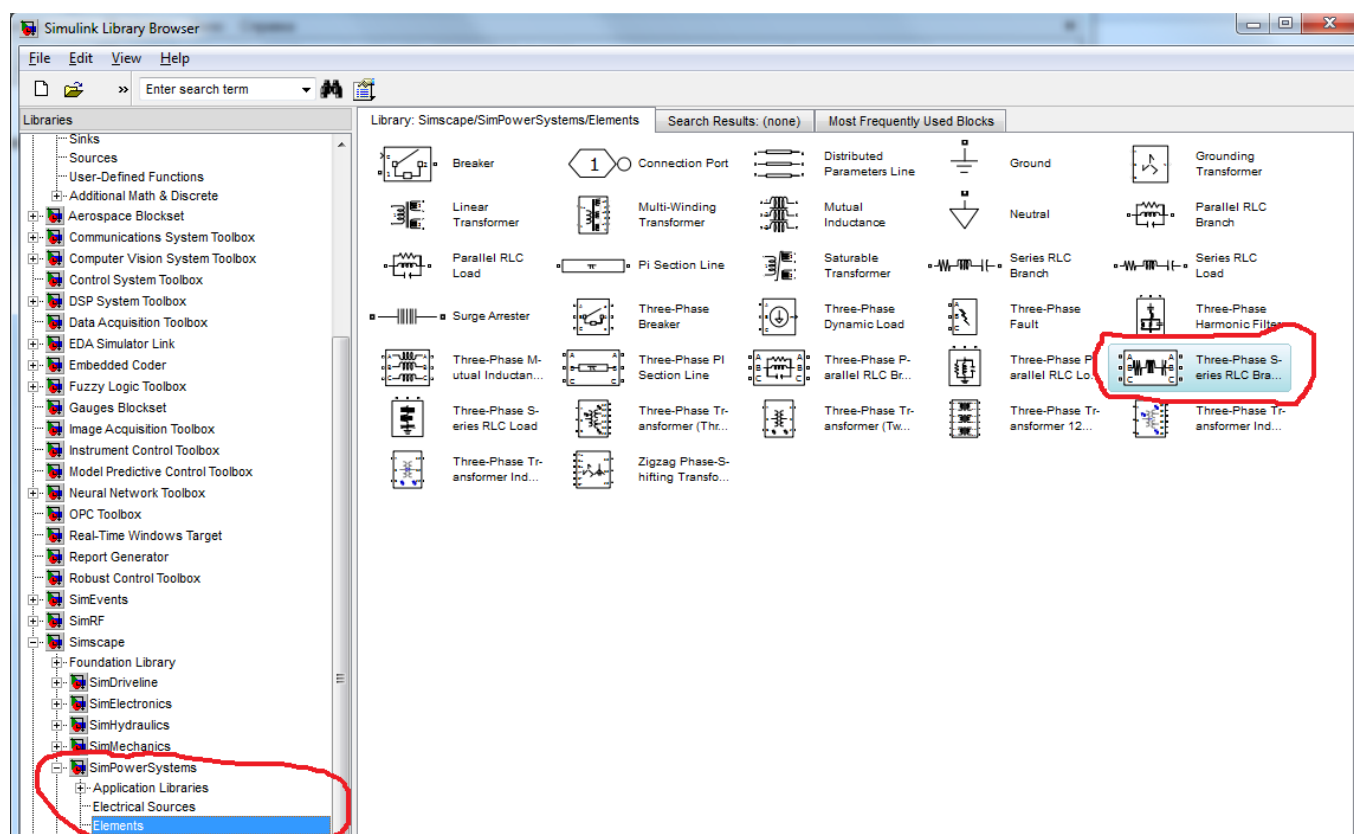 Simulink Library Browser
File Edit View Help
» Enter search term
Libraries
Library: Simscape/SimPowerSystems/Elements
Search Results: (none)
Most Frequently Used Blocks
Sinks
Sources
User-Defined Functions
Additional Math & Discrete
Aerospace Blockset
Communications System Toolbox
Computer Vision System Toolbox
Control System Toolbox
DSP System Toolbox
Data Acquisition Toolbox
EDA Simulator Link
Embedded Coder
Fuzzy Logic Toolbox
Gauges Blockset
Image Acquisition Toolbox
Instrument Control Toolbox
Model Predictive Control Toolbox
Neural Network Toolbox
OPC Toolbox
Real-Time Windows Target
Report Generator
Robust Control Toolbox
SimEvents
SimRF
Simscape
Foundation Library
SimDriveline
SimElectronics
SimHydraulics
SimMechanics
SimPowerSystems
Application Libraries
Electrical Sources
Elements
Breaker
1
Connection Port
Distributed
Parameters Line
Ground
Grounding
Transformer
Linear
Transformer
Multi-Winding
Transformer
Mutual
Inductance
Neutral
Parallel RLC
Branch
Parallel RLC
Load
Pi Section Line
Saturable
Transformer
Series RLC
Branch
Series RLC
Load
Surge Arrester
Three-Phase
Breaker
Three-Phase
Dynamic Load
Three-Phase
Fault
Three-Phase
Harmonic Filter
Three-Phase M-
utual Inductan...
Three-Phase PI
Section Line
Three-Phase P-
arallel RLC Br...
Three-Phase P-
arallel RLC Lo...
Three-Phase S-
eries RLC Bra...
Three-Phase S-
eries RLC Load
Three-Phase Tr-
ansformer (Thr...
Three-Phase Tr-
ansformer (Tw...
Three-Phase Tr-
ansformer 12...
Three-Phase Tr-
ansformer Ind...
Three-Phase Tr-
ansformer Ind...
Zigzag Phase-S-
hifting Transfo...